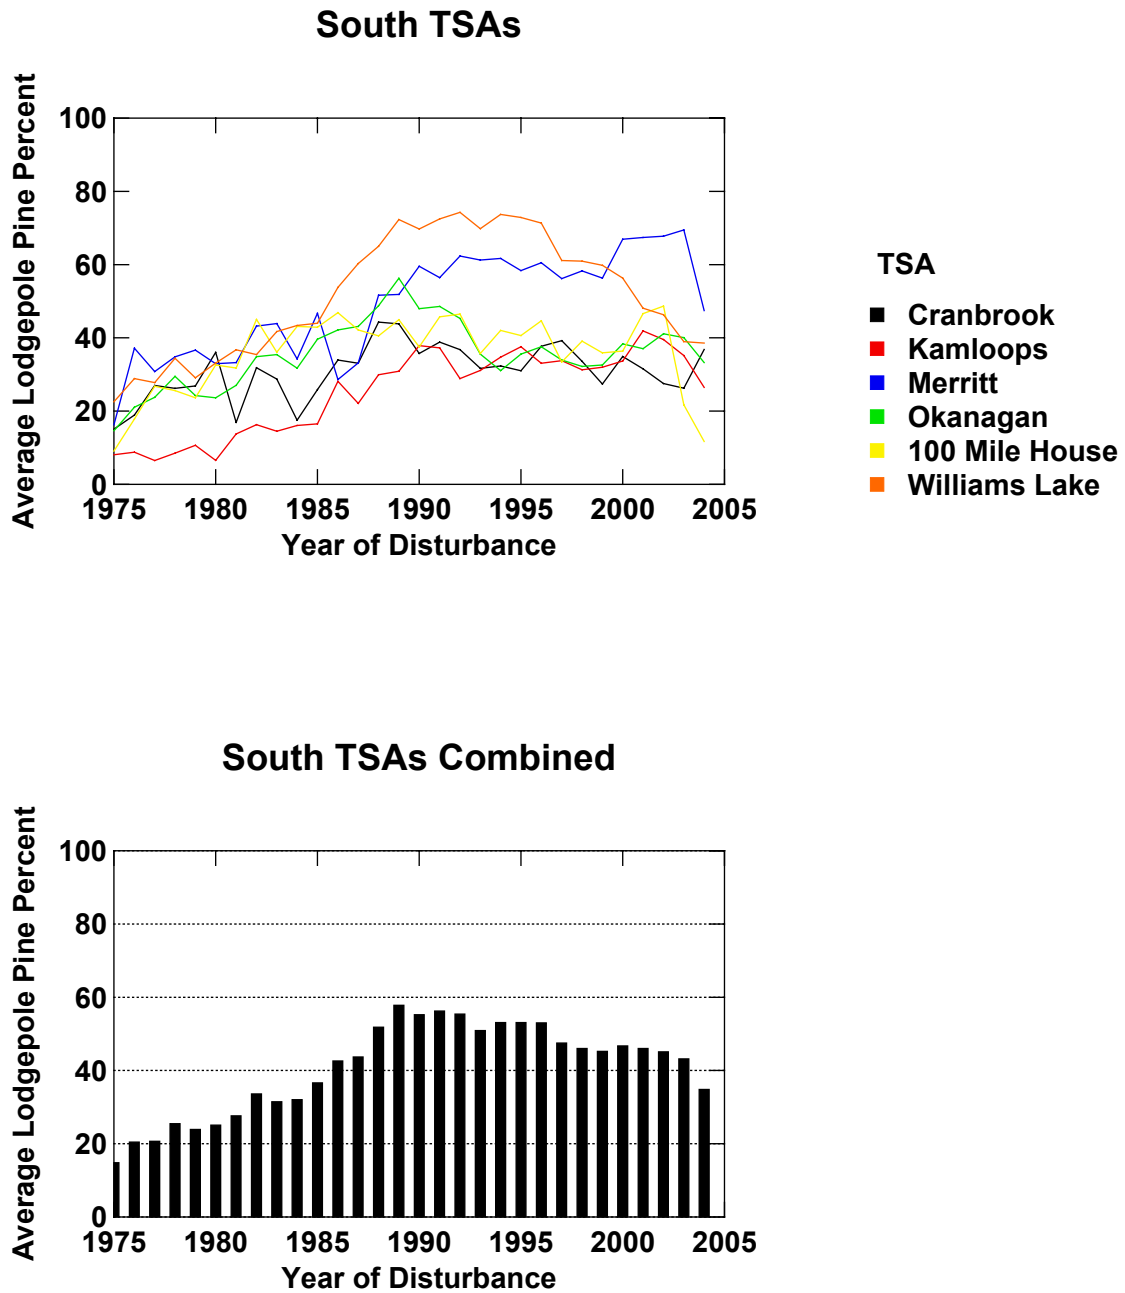 South TSAs
Average Lodgepole Pine Percent
100
80
60
40
20
0
1975 1980 1985 1990 1995 2000 2005
Year of Disturbance
TSA
Cranbrook
Kamloops
Merritt
Okanagan
100 Mile House
Williams Lake
South TSAs Combined
Average Lodgepole Pine Percent
100
80
60
40
20
0
1975 1980 1985 1990 1995 2000 2005
Year of Disturbance